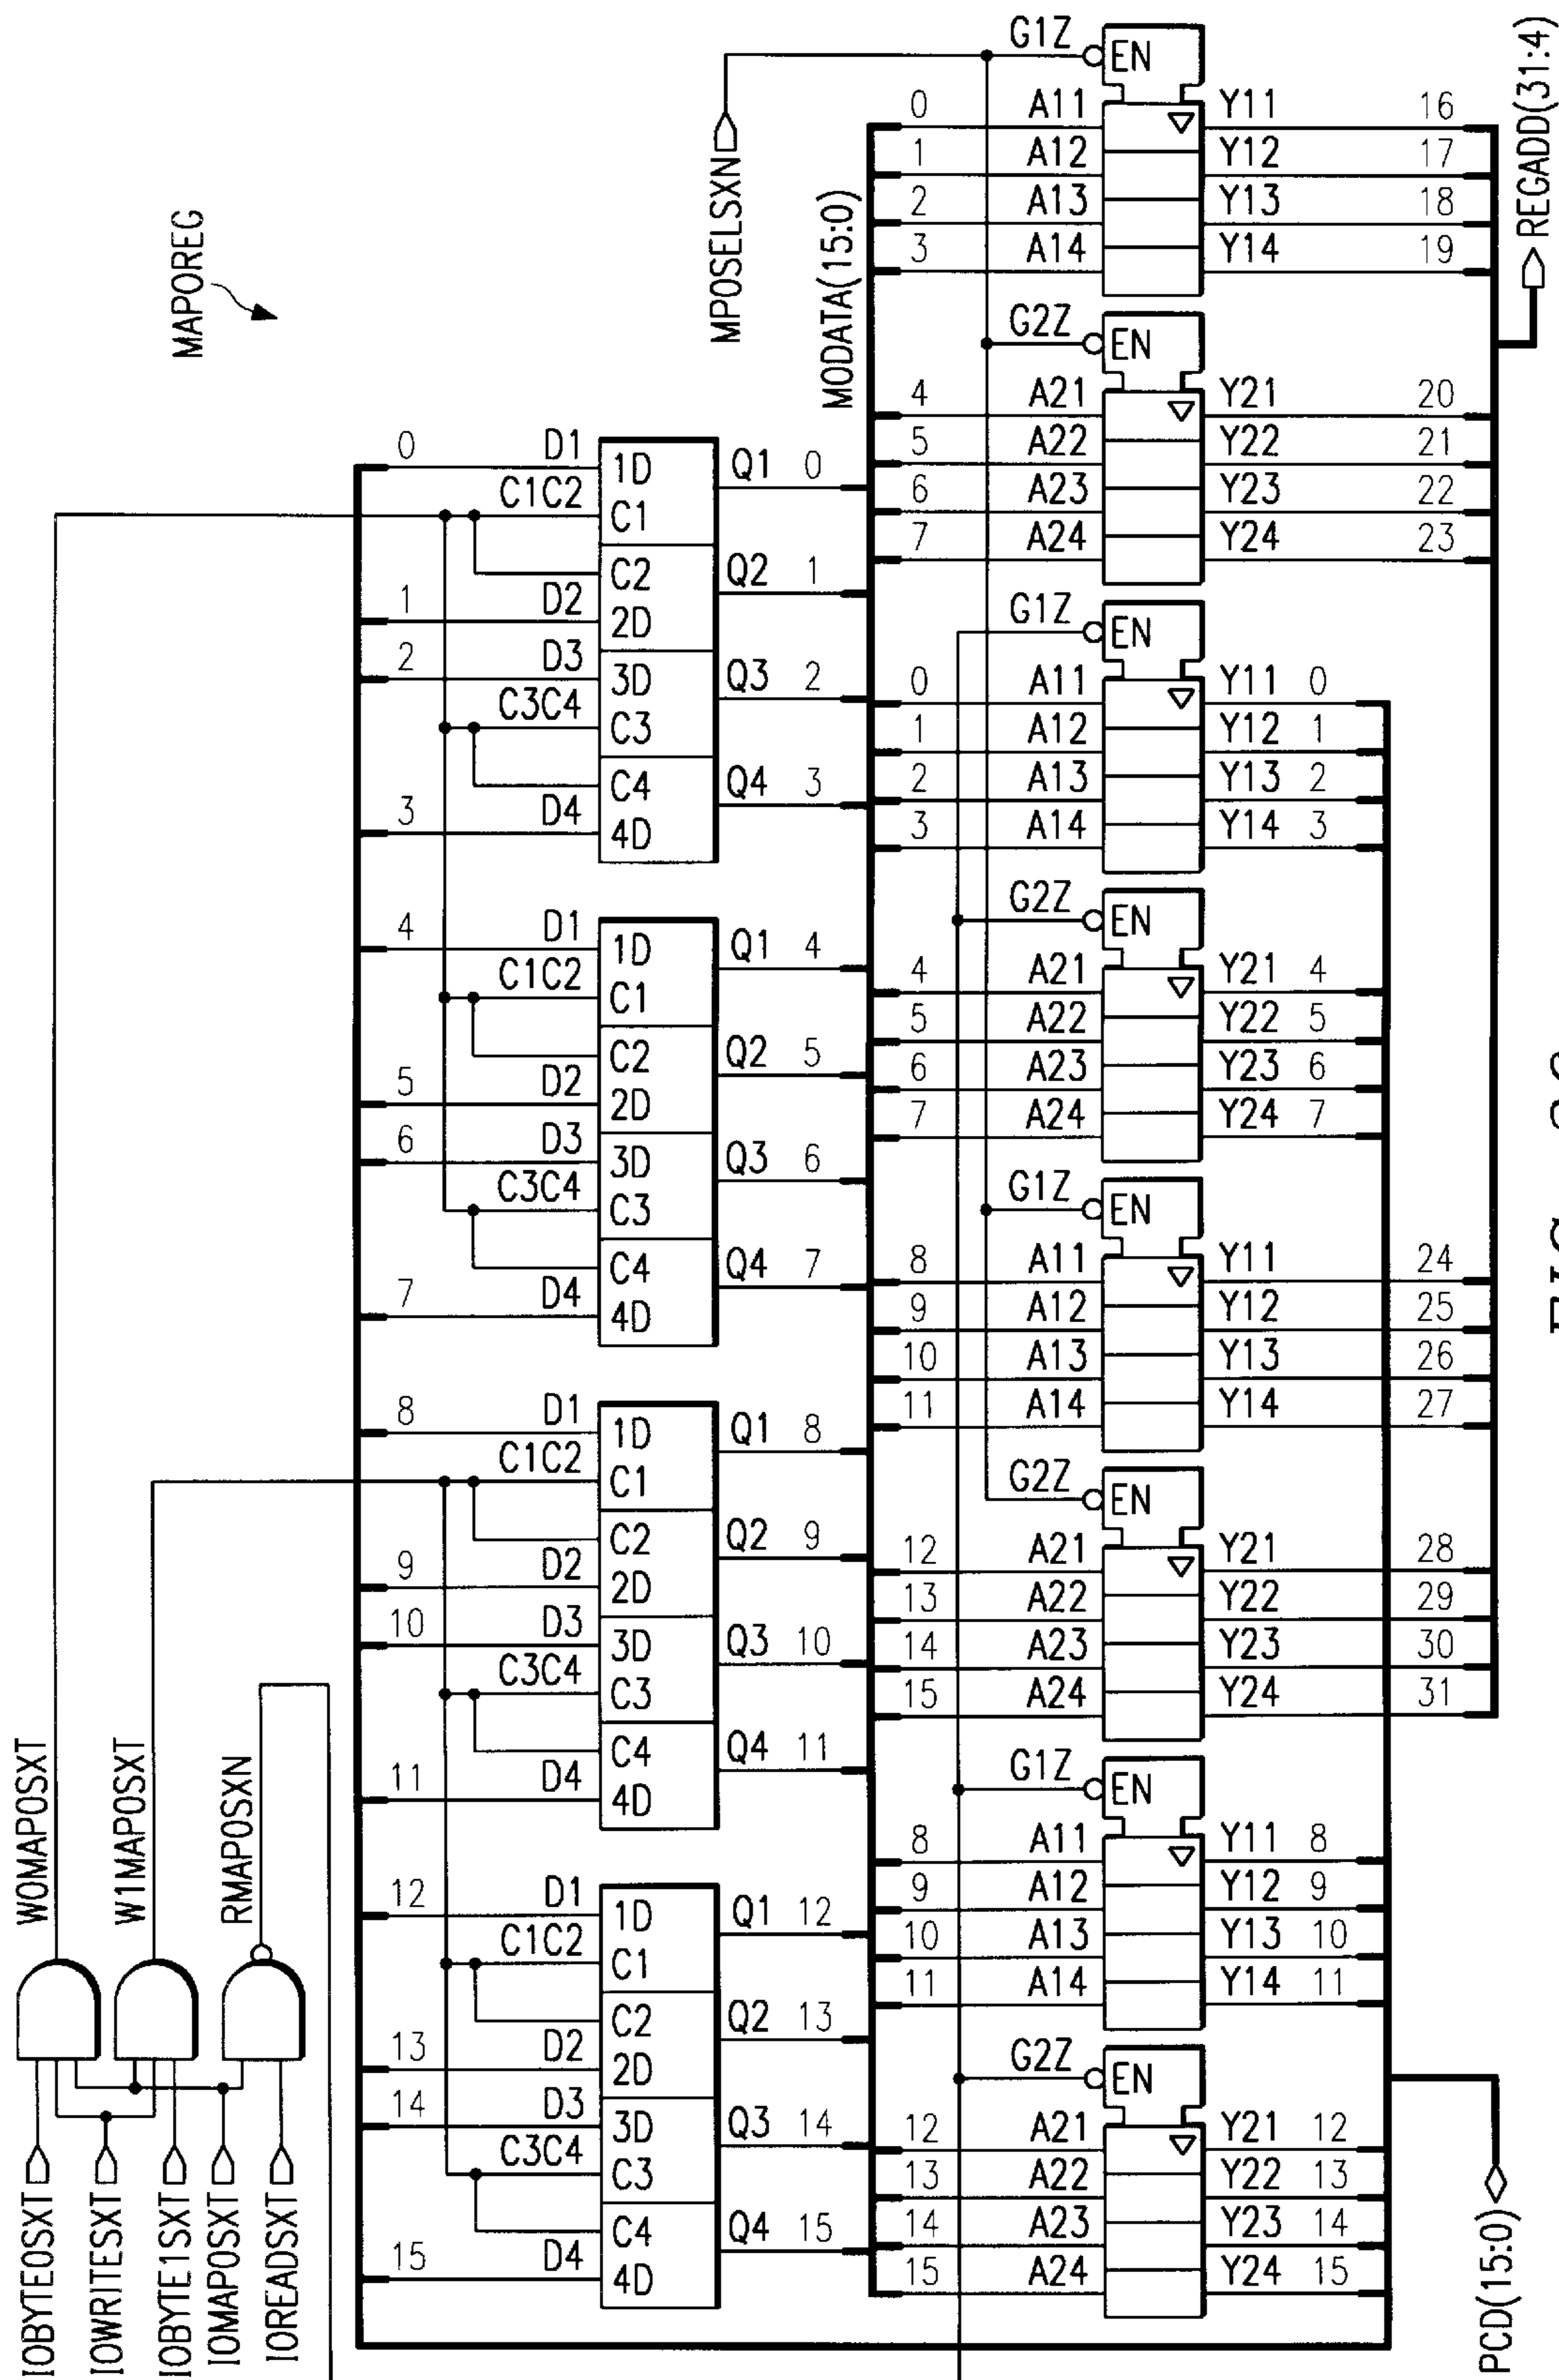 MAP0REG
MP0SELSXN
M0DATA(15:0)
REGADD(31:4)
W0MAP0SXT
W1MAP0SXT
RMAP0SXN
IOBYTE0SXT
IOWRITESXT
IOBYTE1SXT
IOMAP0SXT
IOREADSXT
PCD(15:0)
0 D1 1D Q1 0
C1C2 C1
C2 Q2 1
1 D2 2D
2 D3 3D Q3 2
C3C4 C3
C4 Q4 3
3 D4 4D
4 D1 1D Q1 4
C1C2 C1
C2 Q2 5
5 D2 2D
6 D3 3D Q3 6
C3C4 C3
C4 Q4 7
7 D4 4D
8 D1 1D Q1 8
C1C2 C1
C2 Q2 9
9 D2 2D
10 D3 3D Q3 10
C3C4 C3
C4 Q4 11
11 D4 4D
12 D1 1D Q1 12
C1C2 C1
C2 Q2 13
13 D2 2D
14 D3 3D Q3 14
C3C4 C3
C4 Q4 15
15 D4 4D
G1Z EN
0 A11 Y11 16
1 A12 Y12 17
2 A13 Y13 18
3 A14 Y14 19
G2Z EN
4 A21 Y21 20
5 A22 Y22 21
6 A23 Y23 22
7 A24 Y24 23
G1Z EN
0 A11 Y11 0
1 A12 Y12 1
2 A13 Y13 2
3 A14 Y14 3
G2Z EN
4 A21 Y21 4
5 A22 Y22 5
6 A23 Y23 6
7 A24 Y24 7
G1Z EN
8 A11 Y11 24
9 A12 Y12 25
10 A13 Y13 26
11 A14 Y14 27
G2Z EN
12 A21 Y21 28
13 A22 Y22 29
14 A23 Y23 30
15 A24 Y24 31
G1Z EN
8 A11 Y11 8
9 A12 Y12 9
10 A13 Y13 10
11 A14 Y14 11
G2Z EN
12 A21 Y21 12
13 A22 Y22 13
14 A23 Y23 14
15 A24 Y24 15